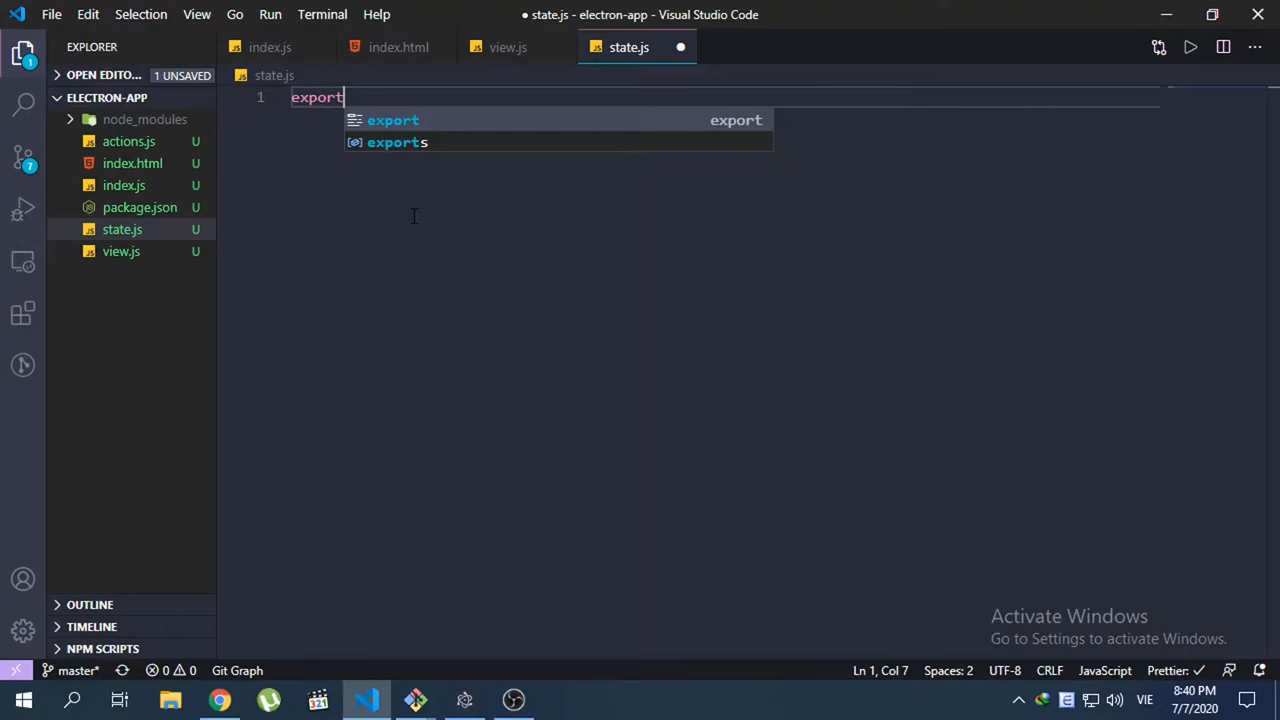 File Edit Selection View Go Run Terminal Help
● state.js - electron-app - Visual Studio Code
EXPLORER
index.js
index.html
view.js
state.js
OPEN EDITO... 1 UNSAVED
state.js
ELECTRON-APP
1 export
node_modules
export export
actions.js U
exports
index.html U
index.js U
package.json U
state.js U
view.js U
1
7
OUTLINE
TIMELINE
NPM SCRIPTS
Activate Windows
Go to Settings to activate Windows.
master* 0 0 Git Graph
Ln 1, Col 7 Spaces: 2 UTF-8 CRLF JavaScript Prettier: ✓
VIE
8:40 PM
7/7/2020